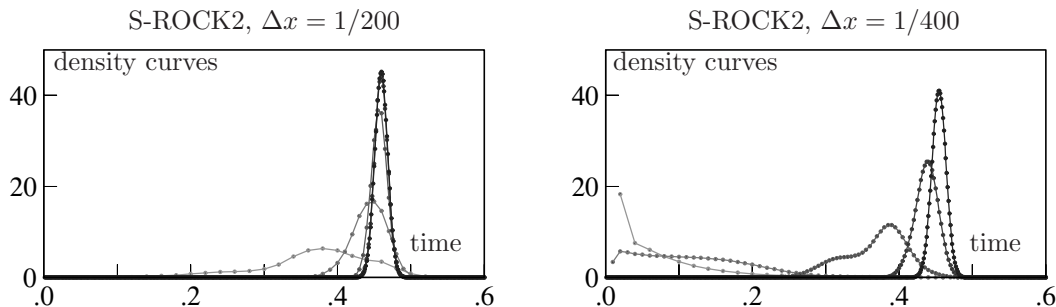 S-ROCK2, Δx = 1/200
density curves
40
20
0
time
.0 .2 .4 .6
S-ROCK2, Δx = 1/400
density curves
40
20
0
time
.0 .2 .4 .6